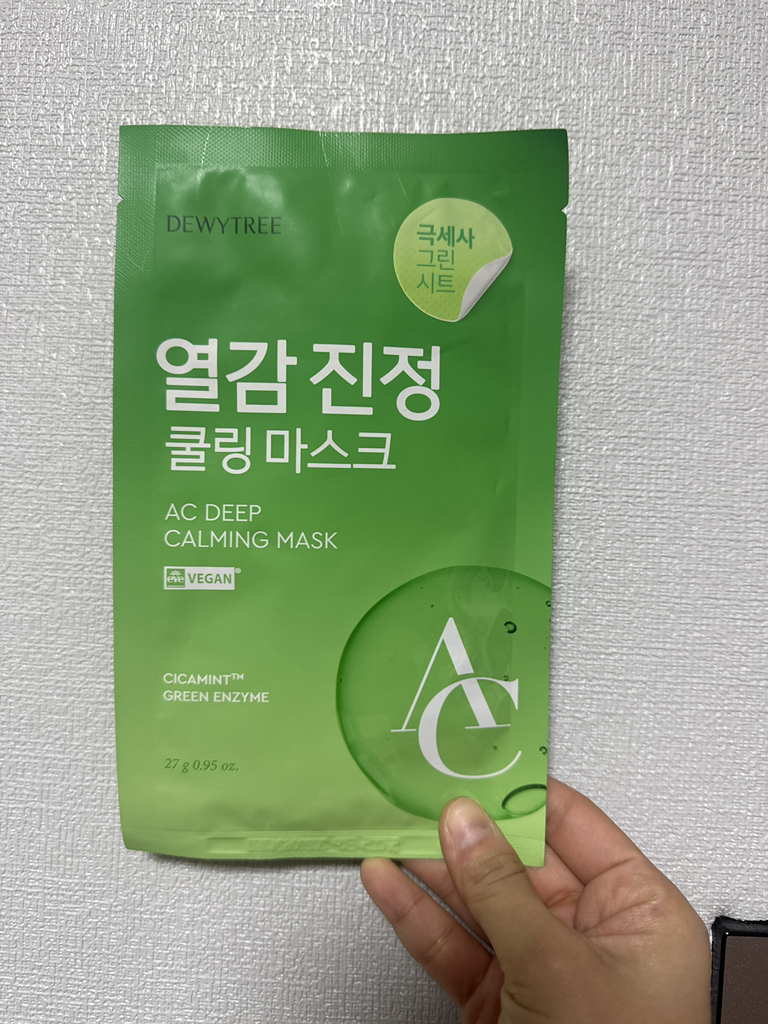 DEWYTREE
극세사
그린
시트
열감 진정
쿨링 마스크
AC DEEP
CALMING MASK
eve VEGAN®
CICAMINT™
GREEN ENZYME
AC
27 g 0.95 oz.